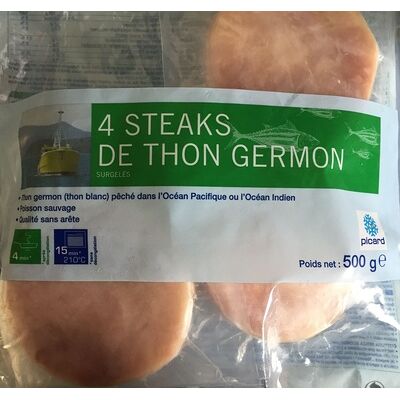 4 STEAKS
DE THON GERMON
SURGELÉS
• Thon germon (thon blanc) pêché dans l'Océan Pacifique ou l'Océan Indien
• Poisson sauvage
• Qualité sans arête
4 min*
15 min*
210°C
picard
Poids net : 500 g e